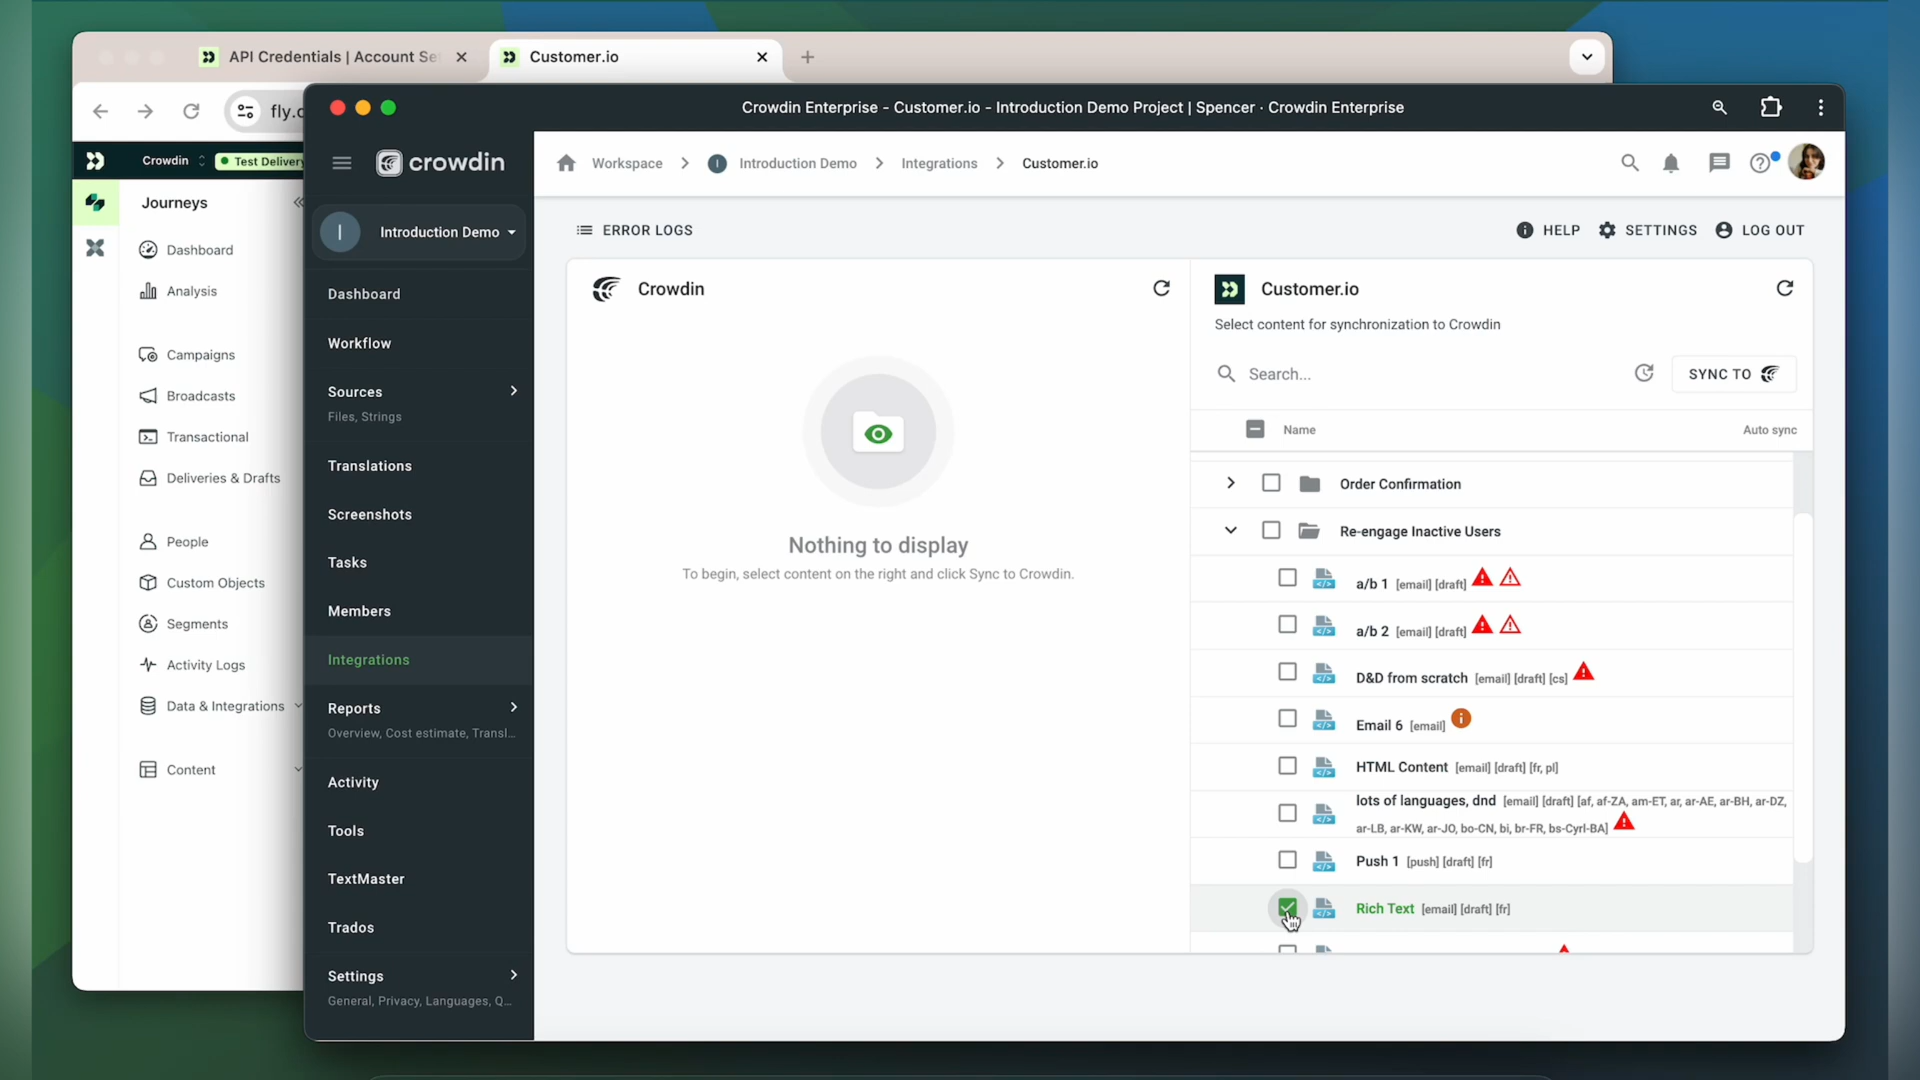 API Credentials | Account Se
Customer.io
fly.c
Crowdin Enterprise - Customer.io - Introduction Demo Project | Spencer · Crowdin Enterprise
Crowdin
Test Delivery
Journeys
Dashboard
Analysis
Campaigns
Broadcasts
Transactional
Deliveries & Drafts
People
Custom Objects
Segments
Activity Logs
Data & Integrations
Content
crowdin
I
Introduction Demo
Dashboard
Workflow
Sources
Files, Strings
Translations
Screenshots
Tasks
Members
Integrations
Reports
Overview, Cost estimate, Transl...
Activity
Tools
TextMaster
Trados
Settings
General, Privacy, Languages, Q...
Workspace
I
Introduction Demo
Integrations
Customer.io
ERROR LOGS
HELP
SETTINGS
LOG OUT
Crowdin
Nothing to display
To begin, select content on the right and click Sync to Crowdin.
Customer.io
Select content for synchronization to Crowdin
Search...
SYNC TO
Name
Auto sync
Order Confirmation
Re-engage Inactive Users
a/b 1 [email] [draft]
a/b 2 [email] [draft]
D&D from scratch [email] [draft] [cs]
Email 6 [email]
HTML Content [email] [draft] [fr, pl]
lots of languages, dnd [email] [draft] [af, af-ZA, am-ET, ar, ar-AE, ar-BH, ar-DZ,
ar-LB, ar-KW, ar-JO, bo-CN, bi, br-FR, bs-Cyrl-BA]
Push 1 [push] [draft] [fr]
Rich Text [email] [draft] [fr]